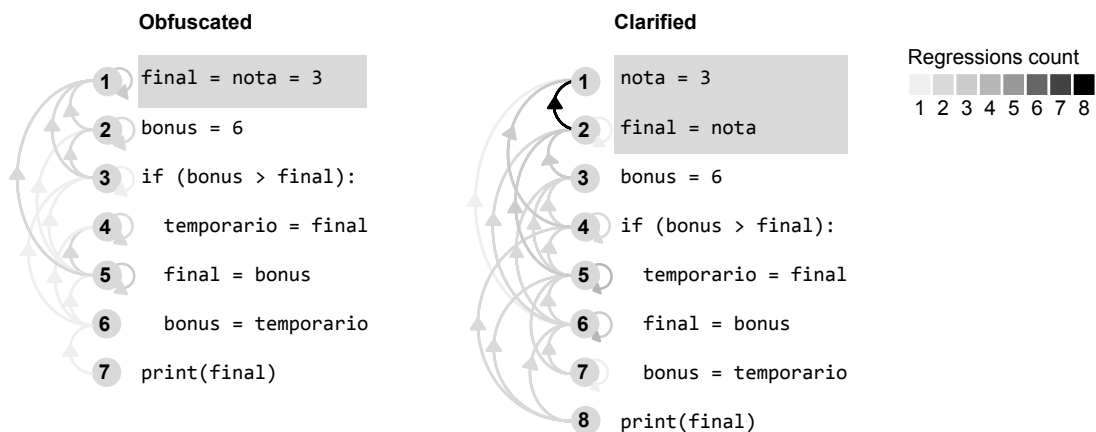 Obfuscated
1 final = nota = 3
2 bonus = 6
3 if (bonus > final):
4 temporario = final
5 final = bonus
6 bonus = temporario
7 print(final)
Clarified
1 nota = 3
2 final = nota
3 bonus = 6
4 if (bonus > final):
5 temporario = final
6 final = bonus
7 bonus = temporario
8 print(final)
Regressions count
1 2 3 4 5 6 7 8